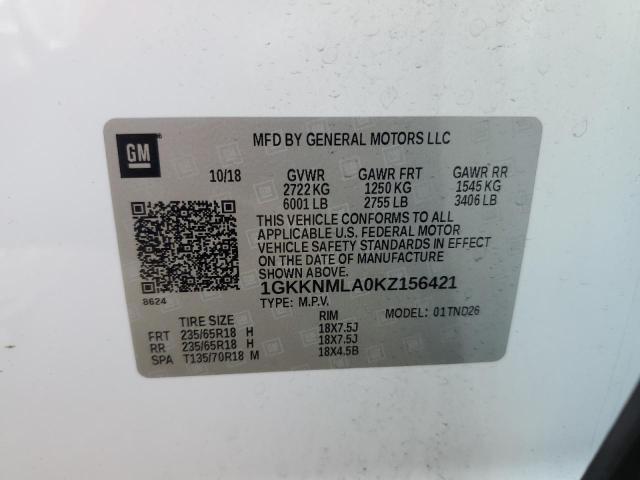 GM
MFD BY GENERAL MOTORS LLC
10/18 GVWR GAWR FRT GAWR RR
2722 KG 1250 KG 1545 KG
6001 LB 2755 LB 3406 LB
THIS VEHICLE CONFORMS TO ALL
APPLICABLE U.S. FEDERAL MOTOR
VEHICLE SAFETY STANDARDS IN EFFECT
ON THE DATE OF MANUFACTURE
SHOWN ABOVE.
8624
1GKKNMLA0KZ156421
TYPE: M.P.V. MODEL: 01TND26
TIRE SIZE RIM
FRT 235/65R18 H 18X7.5J
RR 235/65R18 H 18X7.5J
SPA T135/70R18 M 18X4.5B